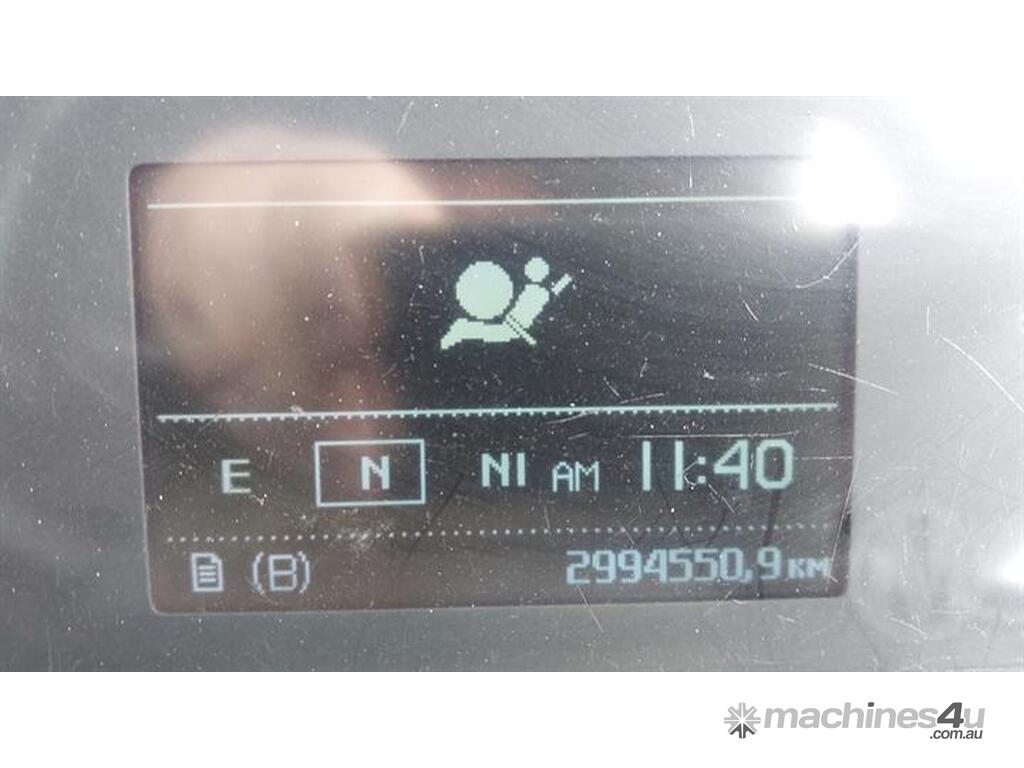 E N NI AM 11:40
(B) 2994550,9 KM
machines4u
.com.au